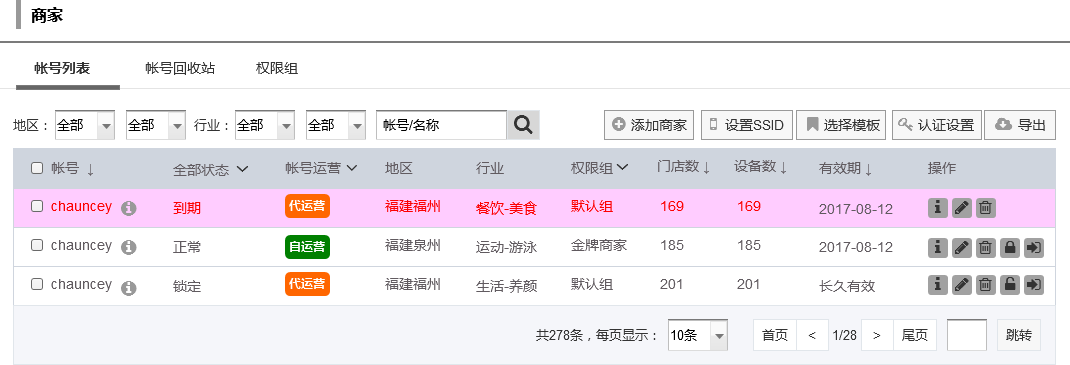 商家
帐号列表 帐号回收站 权限组
地区： 全部 全部 行业： 全部 全部 帐号/名称 添加商家 设置SSID 选择模板 认证设置 导出
帐号 ↓ 全部状态 帐号运营 地区 行业 权限组 门店数↓ 设备数↓ 有效期↓ 操作
chauncey 到期 代运营 福建福州 餐饮-美食 默认组 169 169 2017-08-12
chauncey 正常 自运营 福建泉州 运动-游泳 金牌商家 185 185 2017-08-12
chauncey 锁定 代运营 福建福州 生活-养颜 默认组 201 201 长久有效
共278条，每页显示： 10条 首页 < 1/28 > 尾页 跳转